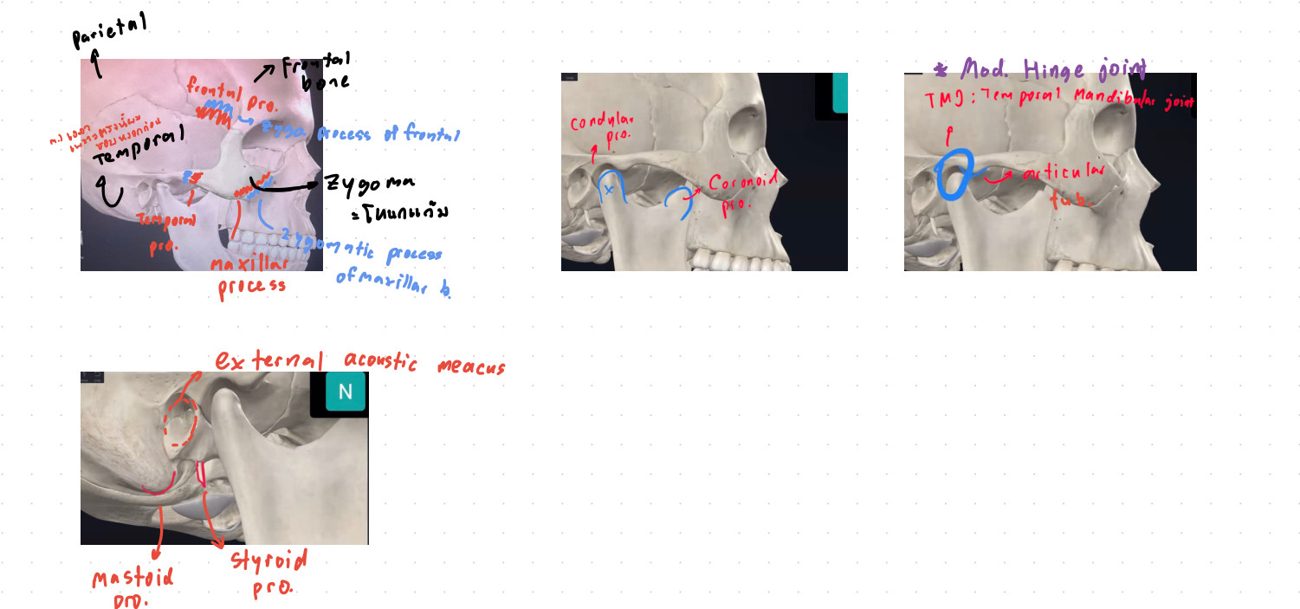 Parietal
Frontal
bone
frontal pro.
zygo. process of frontal
Temporal
Zygoma
= โหนกแก้ม
Temporal
pro.
zygomatic process
of maxillar b.
maxillar
process
Condylar
pro.
x
Coronoid
pro.
* Mod. Hinge joint
TMJ : Temporal Mandibular joint
articular
tub.
external acoustic meacus
N
Mastoid
pro.
Styroid
pro.